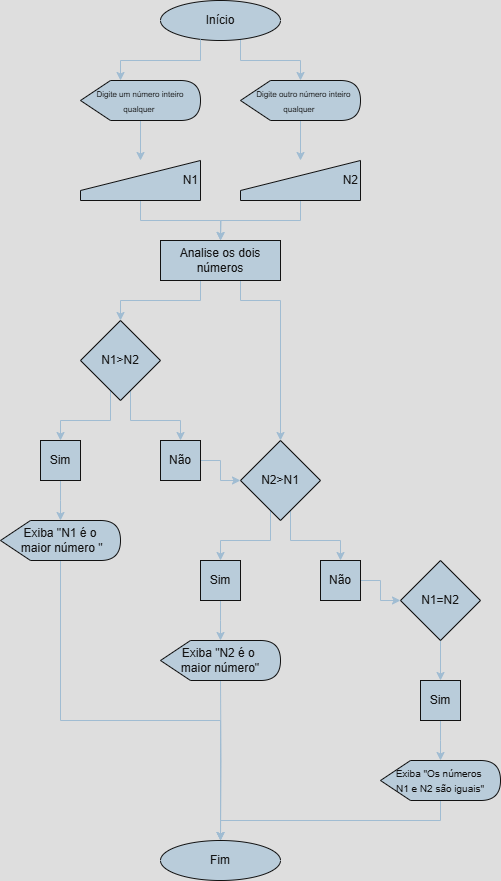 Início
Digite um número inteiro
qualquer
Digite outro número inteiro
qualquer
N1
N2
Analise os dois
números
N1>N2
Sim
Não
N2>N1
Exiba "N1 é o
maior número "
Sim
Não
N1=N2
Exiba "N2 é o
maior número"
Sim
Exiba "Os números
N1 e N2 são iguais"
Fim